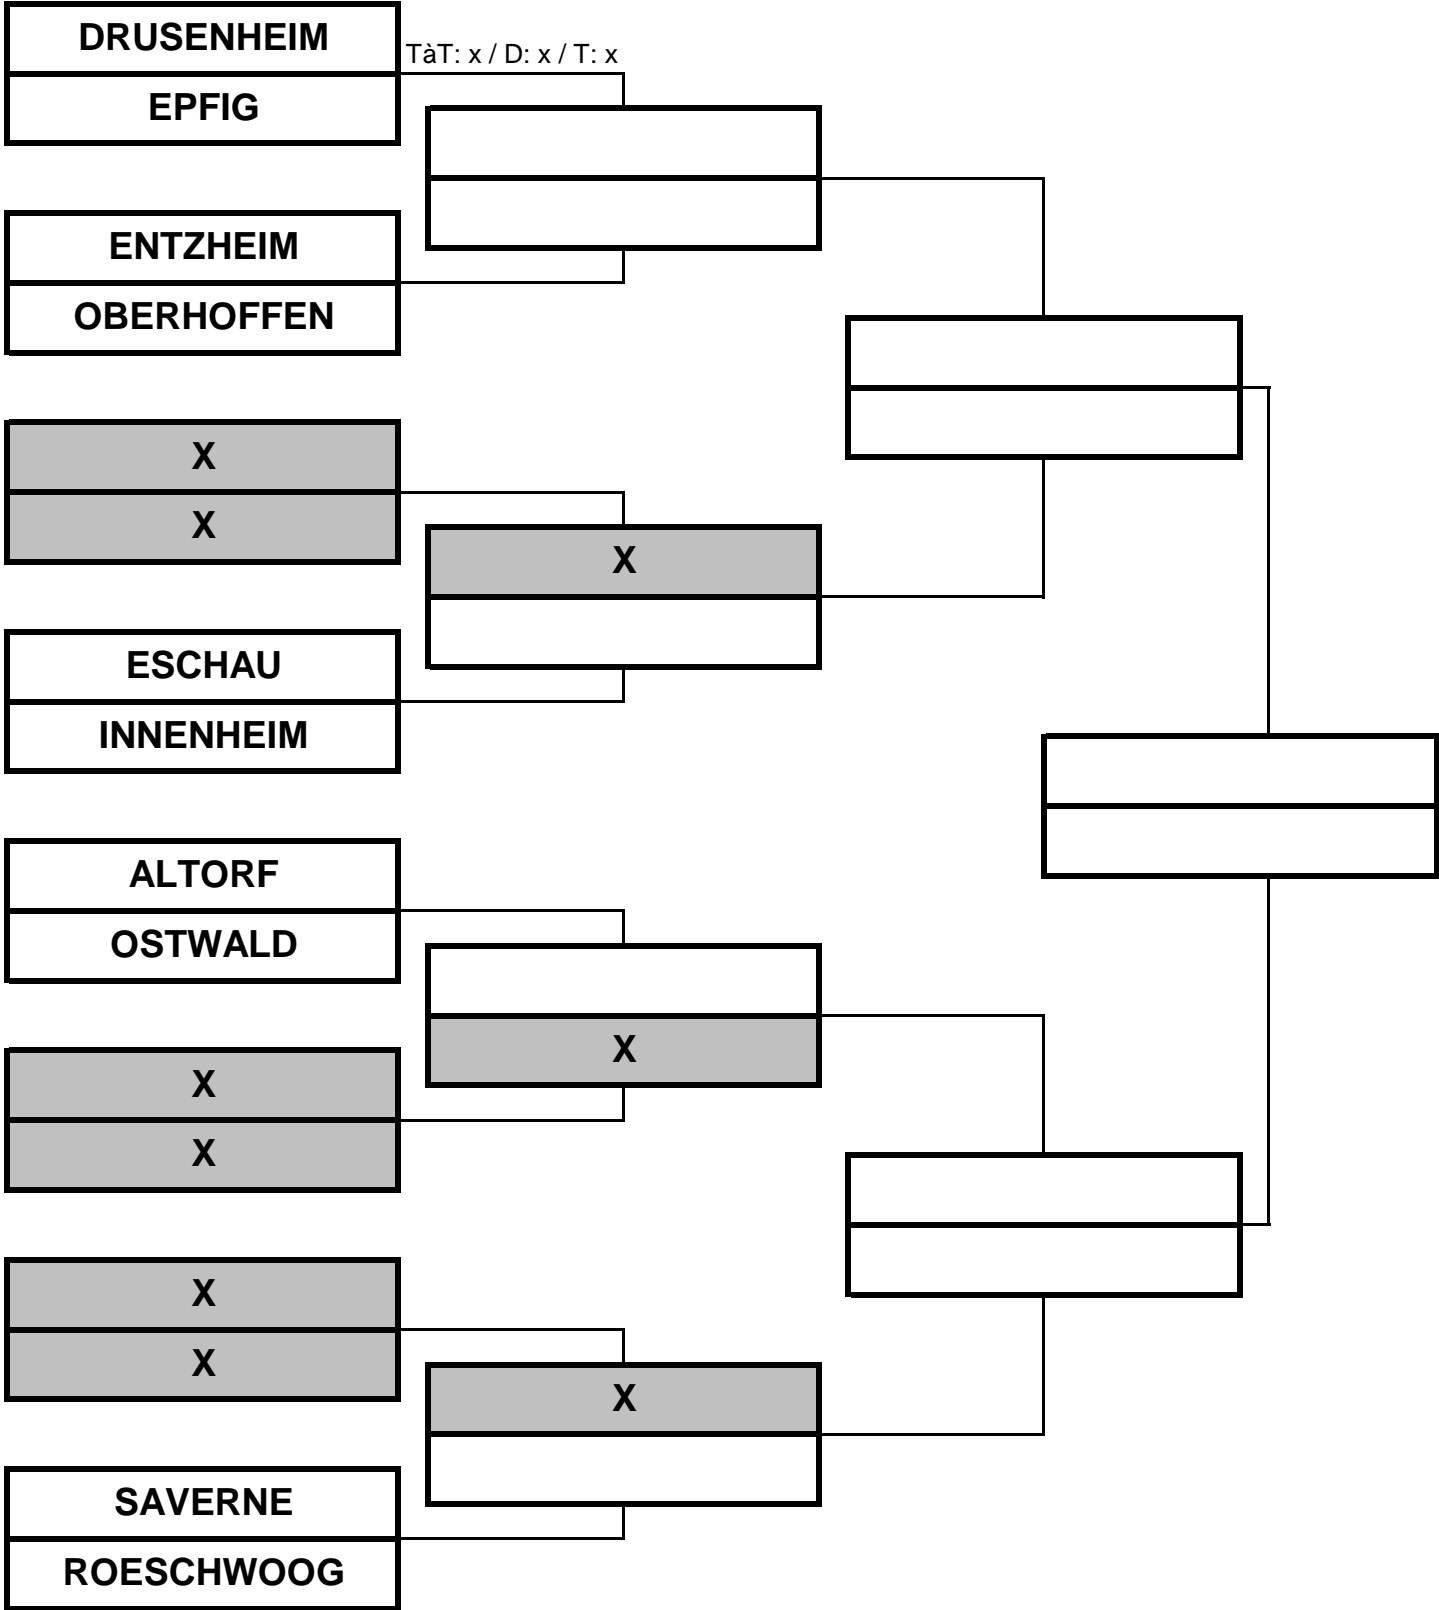 DRUSENHEIM
TàT: x / D: x / T: x
EPFIG
ENTZHEIM
OBERHOFFEN
X
X
X
ESCHAU
INNENHEIM
ALTORF
OSTWALD
X
X
X
X
X
X
SAVERNE
ROESCHWOOG